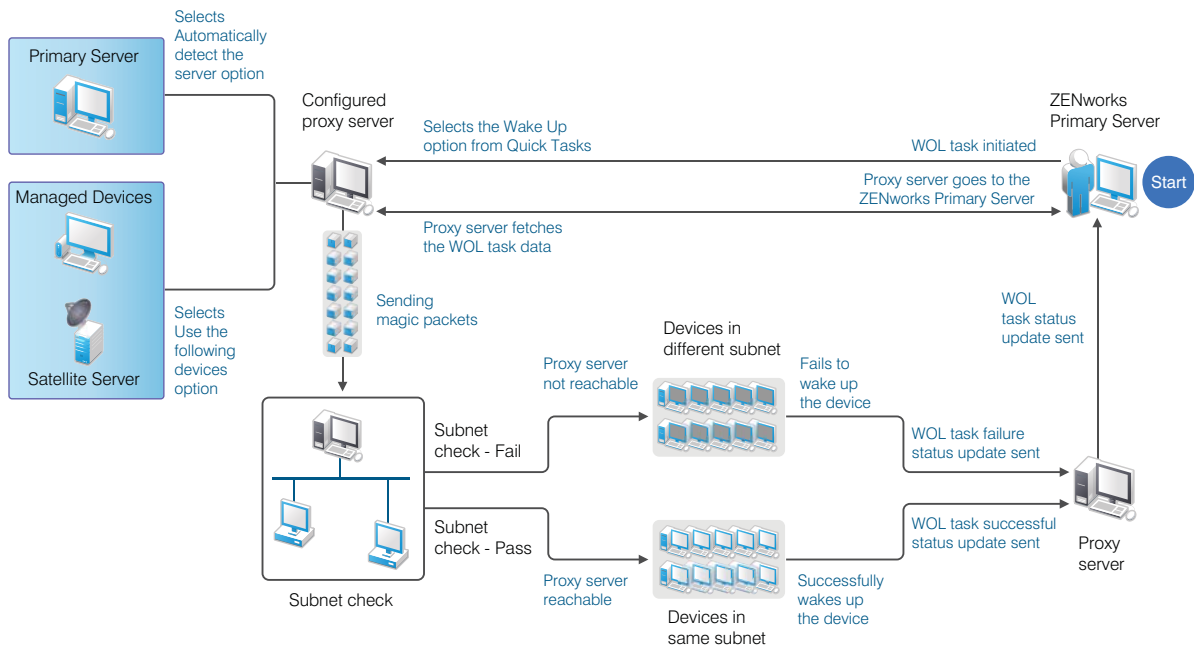 Selects
Automatically
detect the
server option
Primary Server
Configured
proxy server
ZENworks
Primary Server
Selects the Wake Up
option from Quick Tasks
WOL task initiated
Start
Managed Devices
Proxy server goes to the
ZENworks Primary Server
Proxy server fetches
the WOL task data
Sending
magic packets
Selects
Use the
following
devices
option
Satellite Server
WOL
task status
update sent
Devices in
different subnet
Proxy server
not reachable
Fails to
wake up
the device
Subnet
check - Fail
WOL task failure
status update sent
Subnet
check - Pass
WOL task successful
status update sent
Proxy
server
Proxy server
reachable
Successfully
wakes up
the device
Subnet check
Devices in
same subnet